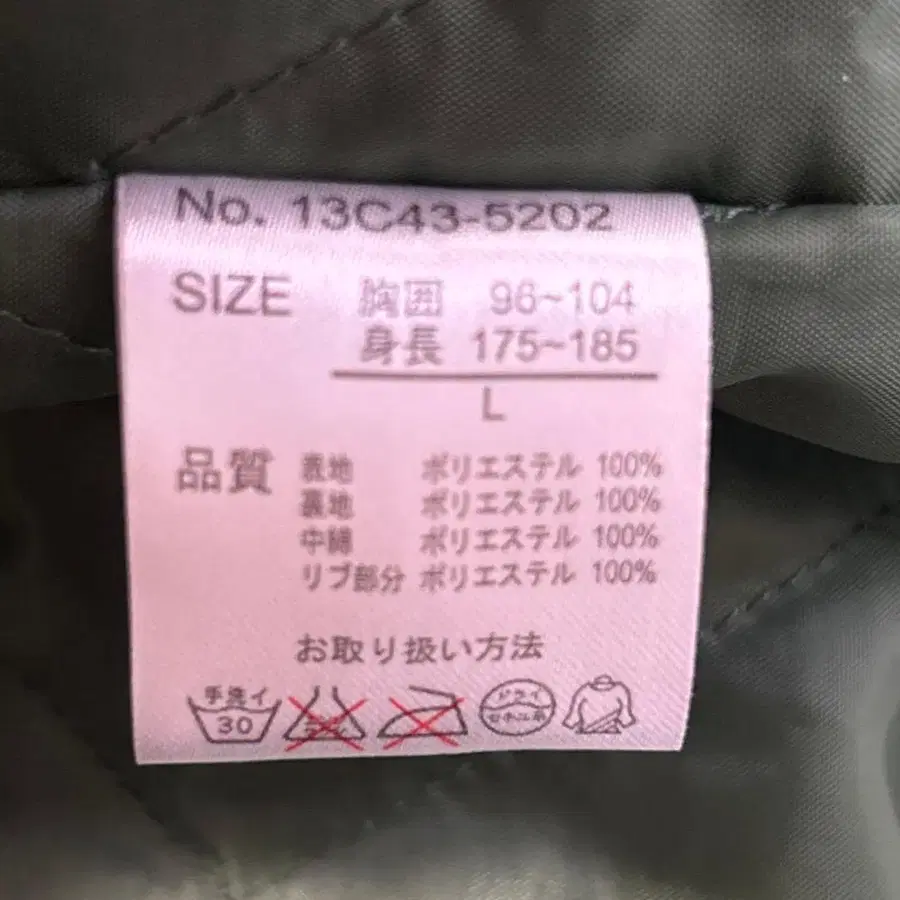 No. 13C43-5202
SIZE 胸囲 96~104
身長 175~185
L
品質 表地 ポリエステル 100%
裏地 ポリエステル 100%
中綿 ポリエステル 100%
リブ部分 ポリエステル 100%
お取り扱い方法
手洗イ
30
ドライ